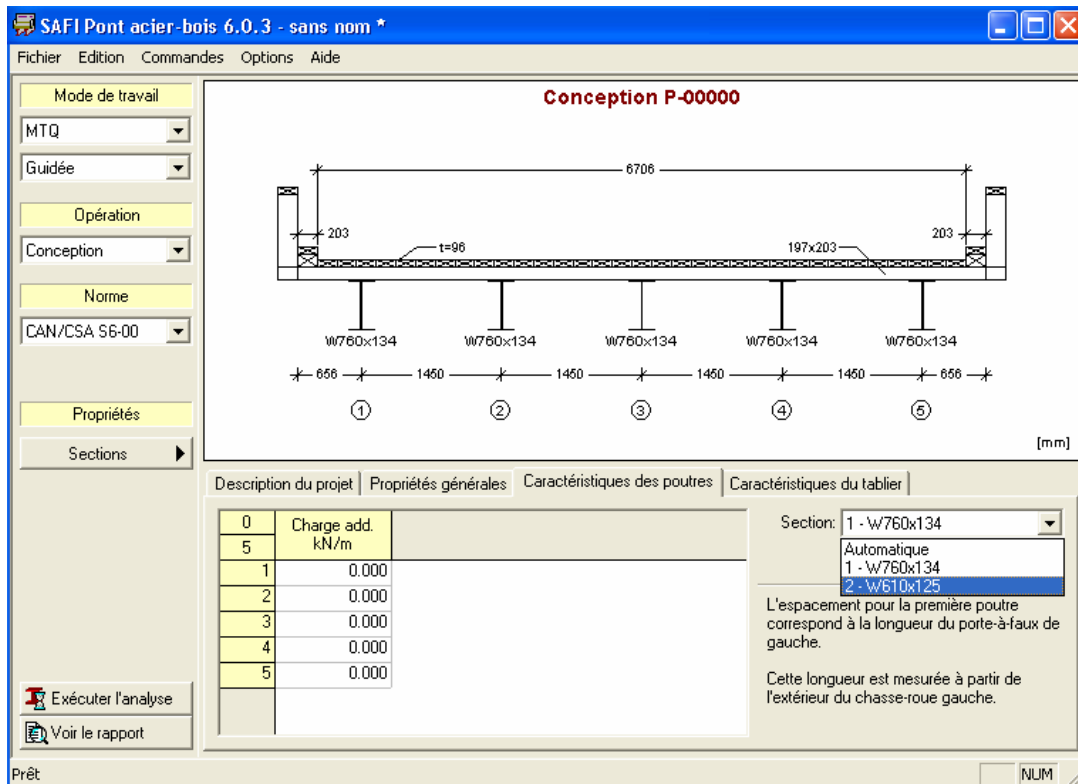 SAFI Pont acier-bois 6.0.3 - sans nom *
Fichier Edition Commandes Options Aide
Mode de travail
MTQ
Guidée
Opération
Conception
Norme
CAN/CSA S6-00
Propriétés
Sections
Exécuter l'analyse
Voir le rapport
Conception P-00000
6706
203 203
t=96 197x203
W760x134 W760x134 W760x134 W760x134 W760x134
656 1450 1450 1450 1450 656
1 2 3 4 5
[mm]
Description du projet Propriétés générales Caractéristiques des poutres Caractéristiques du tablier
0 Charge add.
5 kN/m
1 0.000
2 0.000
3 0.000
4 0.000
5 0.000
Section: 1 - W760x134
Automatique
1 - W760x134
2 - W610x125
L'espacement pour la première poutre
correspond à la longueur du porte-à-faux de
gauche.
Cette longueur est mesurée à partir de
l'extérieur du chasse-roue gauche.
Prêt NUM